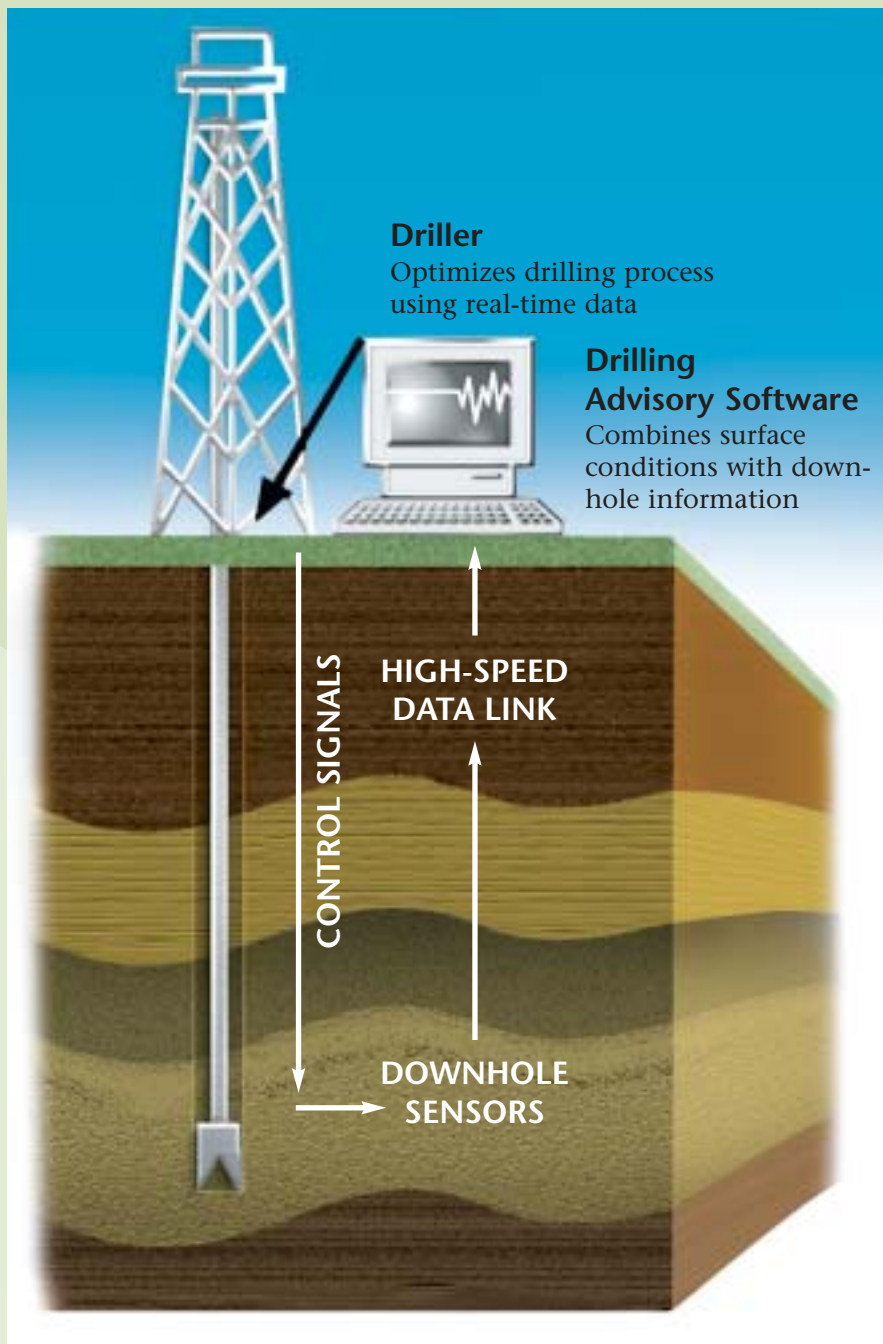 Driller
Optimizes drilling process
using real-time data
Drilling
Advisory Software
Combines surface
conditions with down-
hole information
HIGH-SPEED
DATA LINK
CONTROL SIGNALS
DOWNHOLE
SENSORS